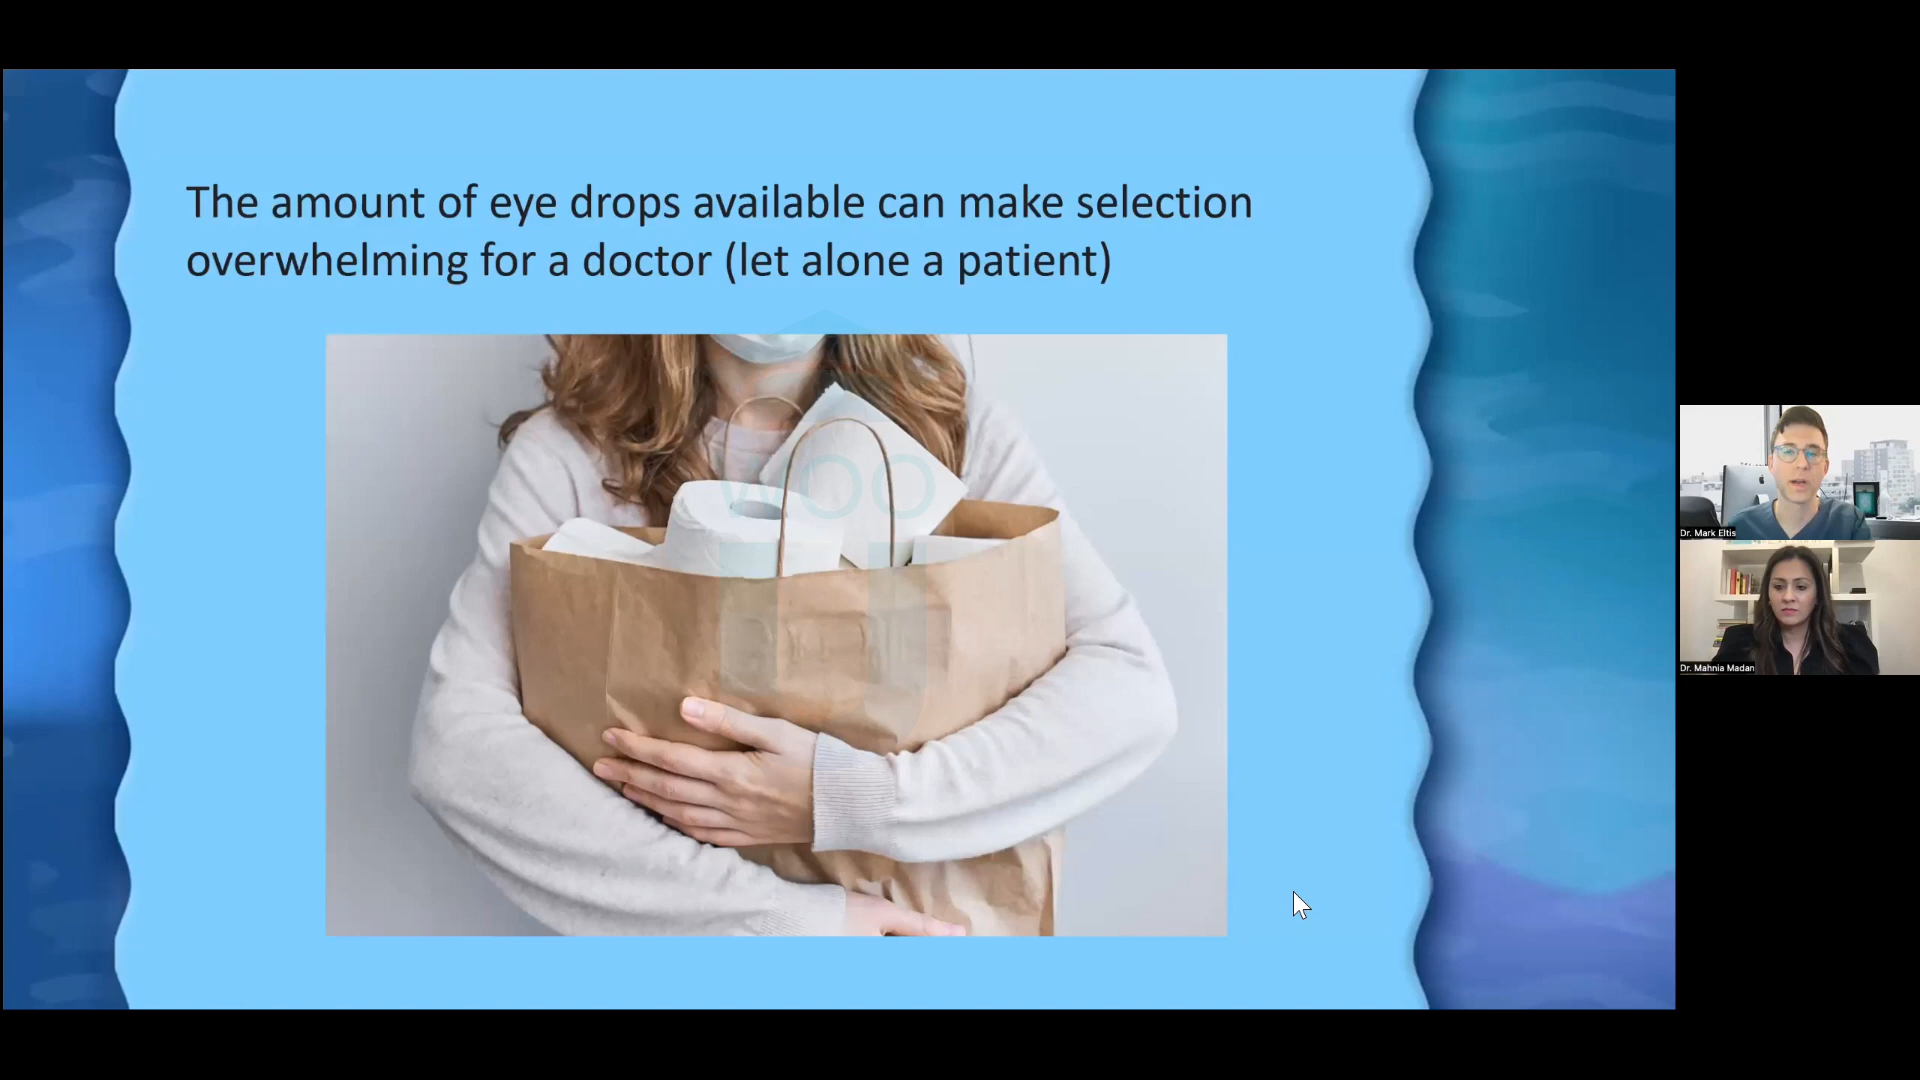 The amount of eye drops available can make selection
overwhelming for a doctor (let alone a patient)
WOO
U
Dr. Mark Eltis
Dr. Mahnia Madan